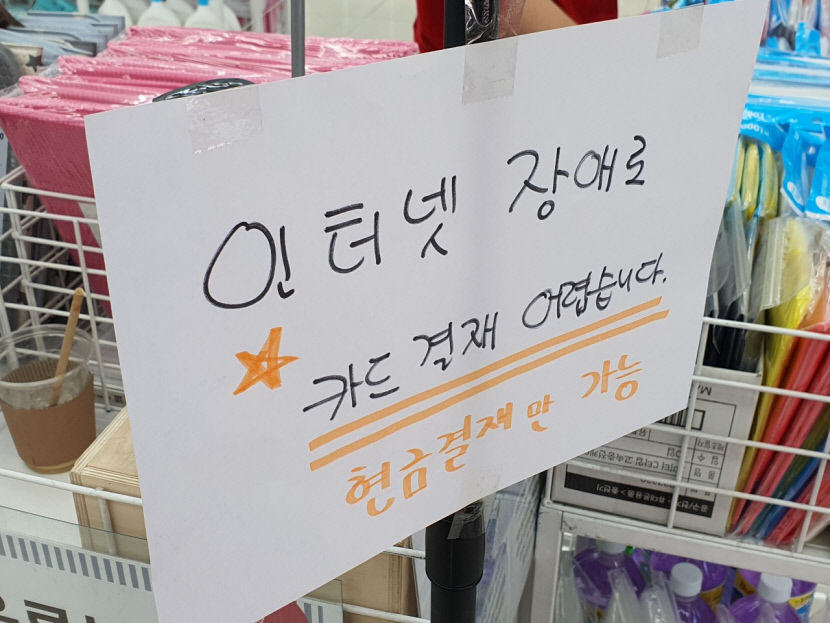 인터넷 장애로
카드 결재 어렵습니다.
현금결재만 가능